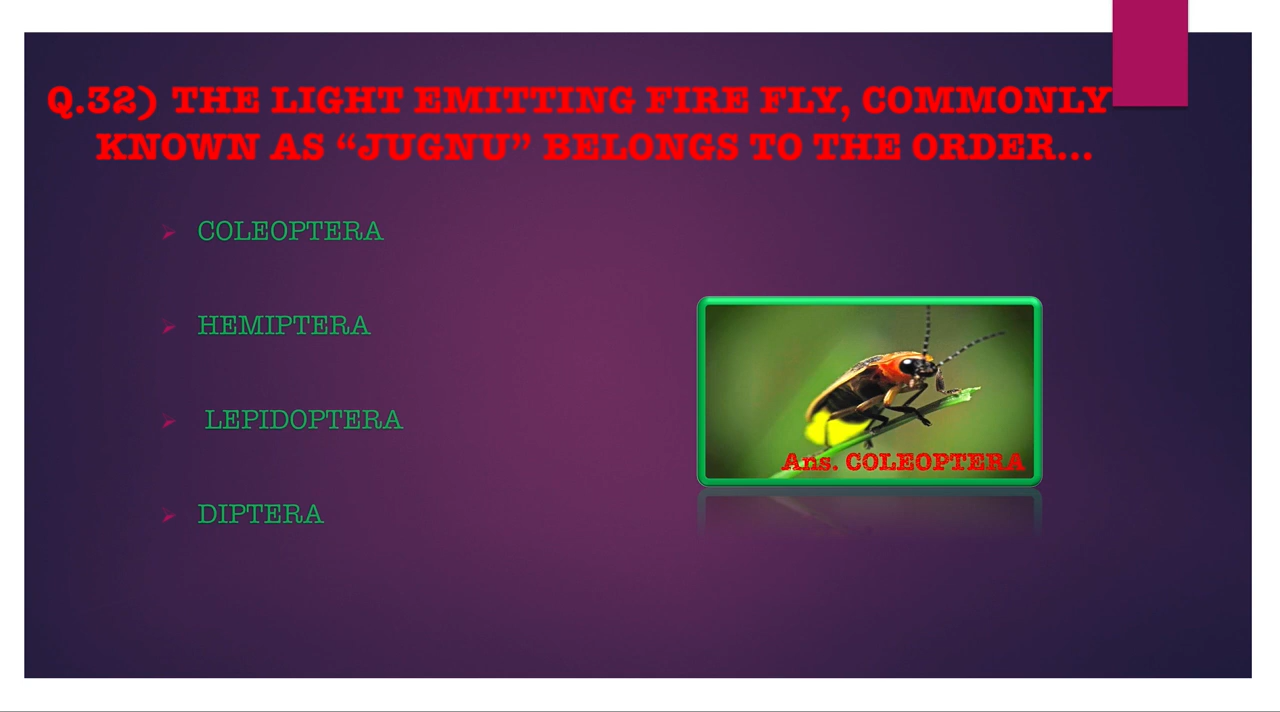 Q.32) THE LIGHT EMITTING FIRE FLY, COMMONLY
KNOWN AS “JUGNU” BELONGS TO THE ORDER...
COLEOPTERA
HEMIPTERA
LEPIDOPTERA
DIPTERA
Ans. COLEOPTERA